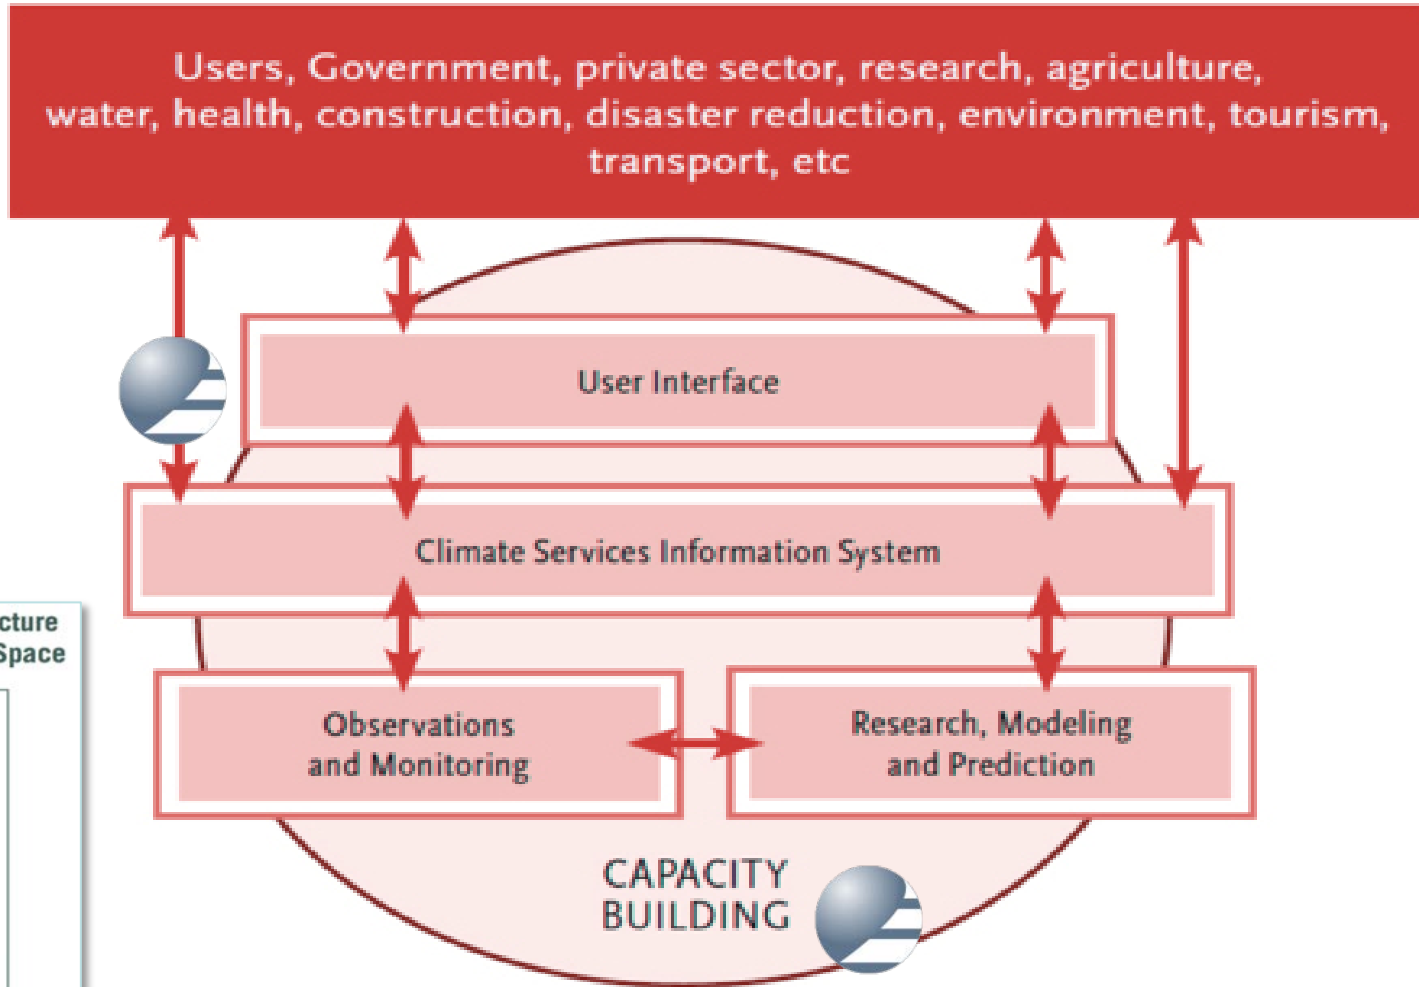 Users, Government, private sector, research, agriculture,
water, health, construction, disaster reduction, environment, tourism,
transport, etc
User Interface
Climate Services Information System
cture
Space
Observations
and Monitoring
Research, Modeling
and Prediction
CAPACITY
BUILDING